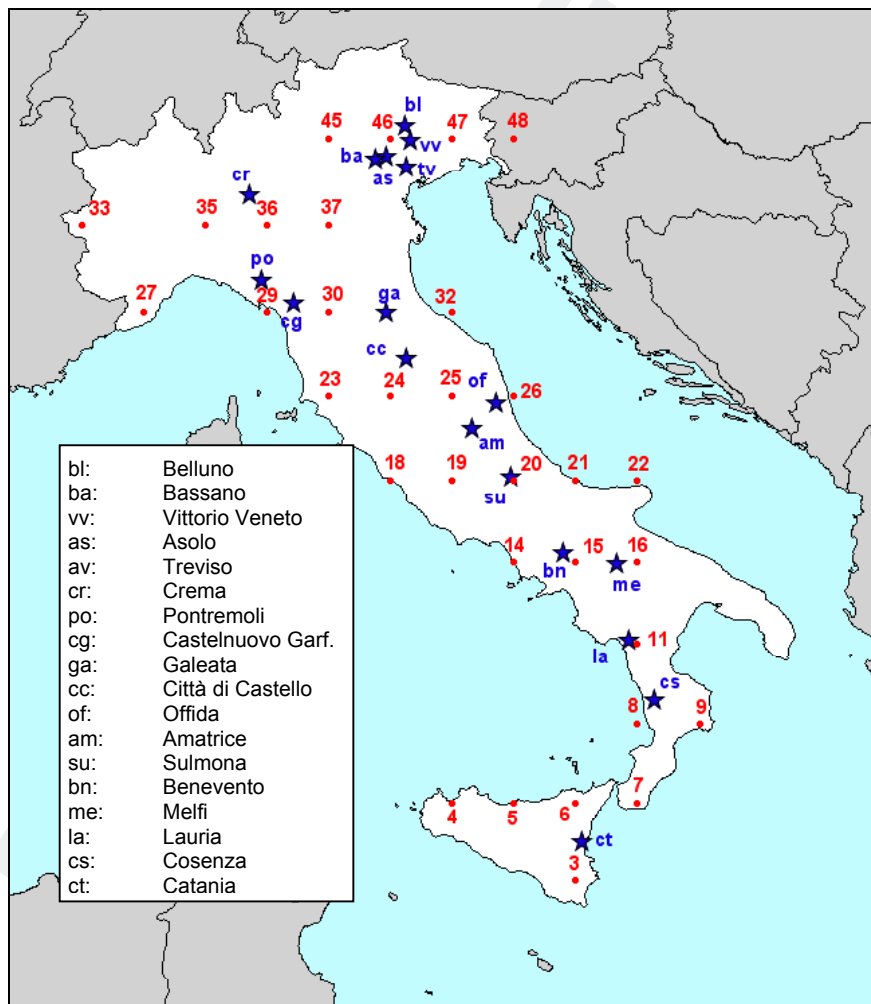 bl
45 46 47 48
vv
ba
as
tv
cr
33 35 36 37
po
27 29 30 ga 32
cg
cc
23 24 25 of 26
am
18 19 20 21 22
su
14 15 16
bn
me
11
la
cs
8 9
7
4 5 6
ct
3
bl: Belluno
ba: Bassano
vv: Vittorio Veneto
as: Asolo
av: Treviso
cr: Crema
po: Pontremoli
cg: Castelnuovo Garf.
ga: Galeata
cc: Città di Castello
of: Offida
am: Amatrice
su: Sulmona
bn: Benevento
me: Melfi
la: Lauria
cs: Cosenza
ct: Catania